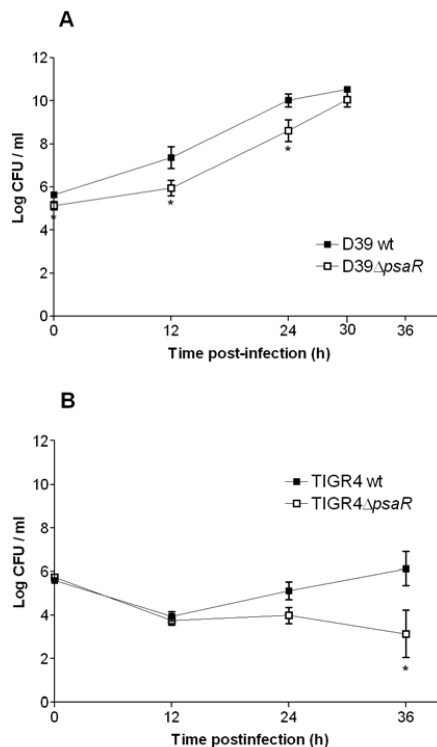 A
12
10
8
6
4
2
0
Log CFU / ml
*
*
*
D39 wt
D39ΔpsaR
0 12 24 30 36
Time post-infection (h)
B
12
10
8
6
4
2
0
Log CFU / ml
TIGR4 wt
TIGR4ΔpsaR
*
0 12 24 36
Time postinfection (h)